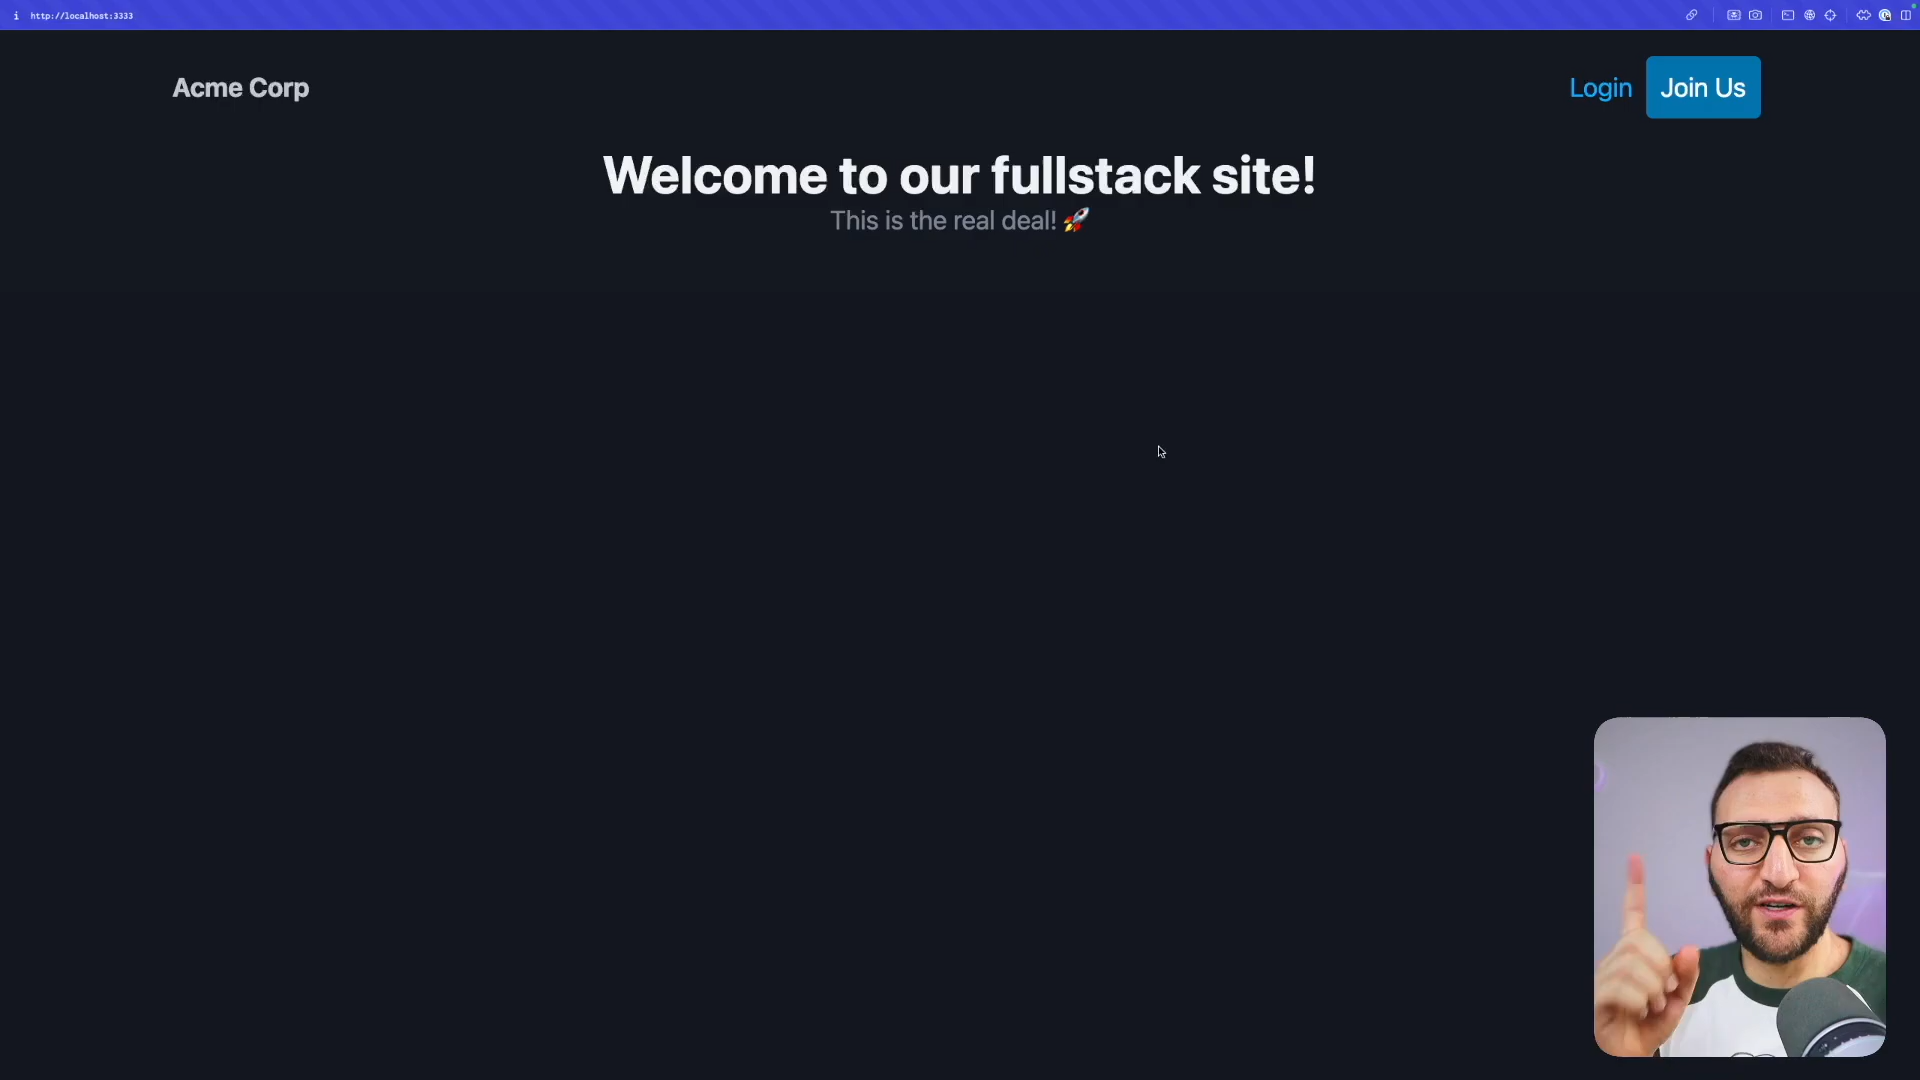 i http://localhost:3333
Acme Corp
Login
Join Us
Welcome to our fullstack site!
This is the real deal! 🚀